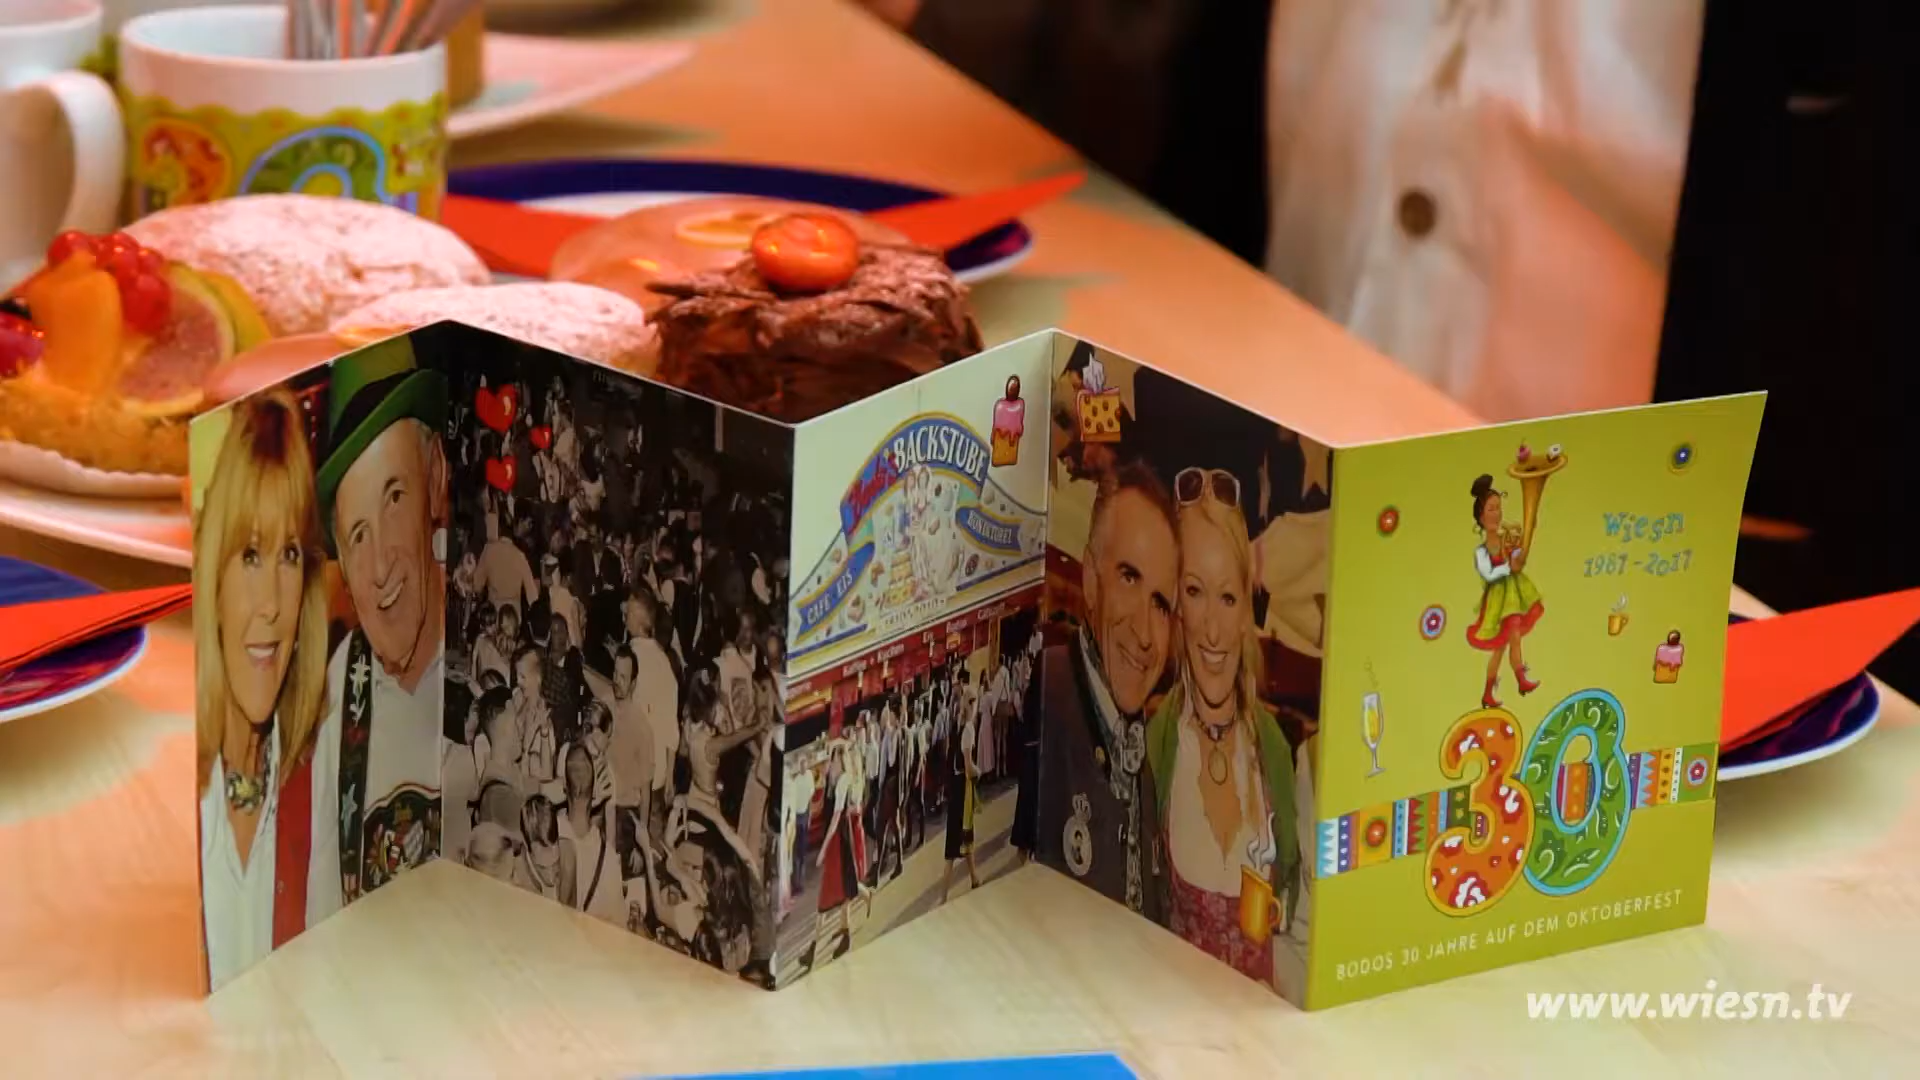 BACKSTUBE
KONDITOREI
CAFE · EIS
Kaffee + Kuchen
Eis
Wiesn
1987-2017
30
BODOS 30 JAHRE AUF DEM OKTOBERFEST
www.wiesn.tv